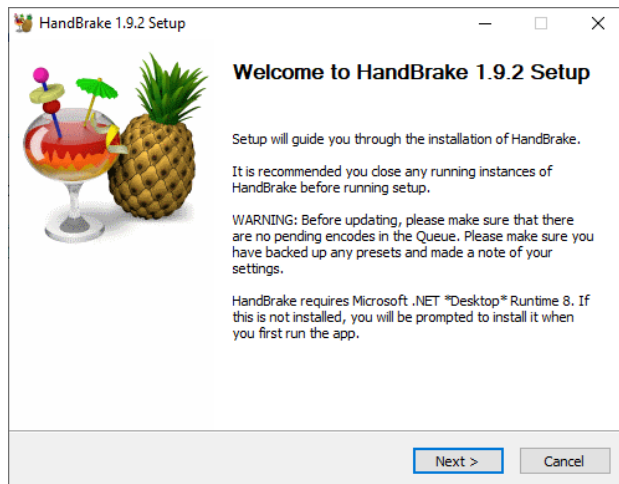 HandBrake 1.9.2 Setup
Welcome to HandBrake 1.9.2 Setup
Setup will guide you through the installation of HandBrake.
It is recommended you close any running instances of
HandBrake before running setup.
WARNING: Before updating, please make sure that there
are no pending encodes in the Queue. Please make sure you
have backed up any presets and made a note of your
settings.
HandBrake requires Microsoft .NET *Desktop* Runtime 8. If
this is not installed, you will be prompted to install it when
you first run the app.
Next >
Cancel